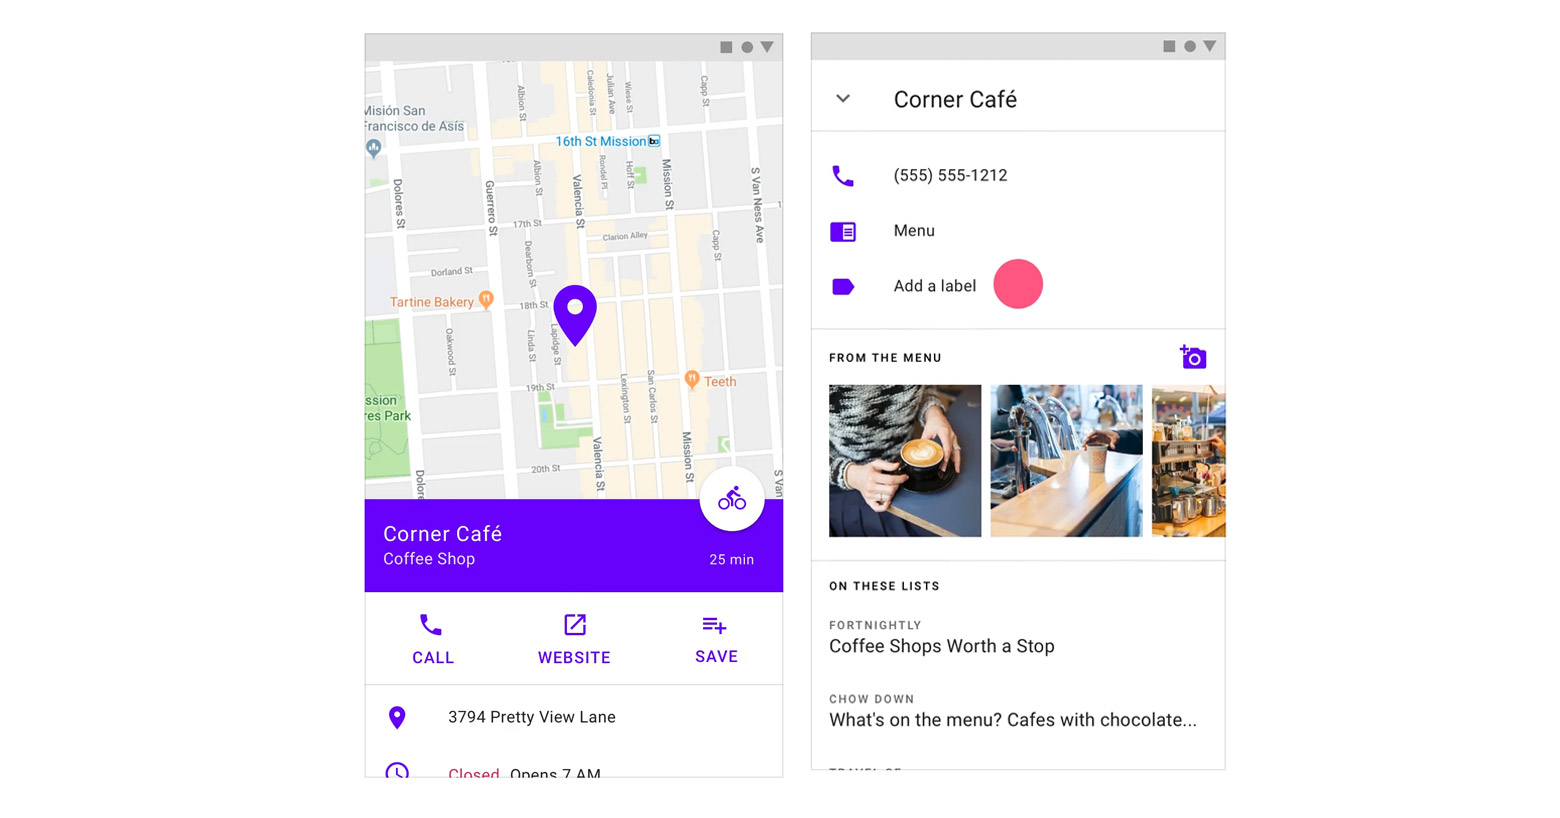 Misión San
Francisco de Asís
16th St Mission
Albion St
Caledonia St
Julian Ave
Wiese St
Capp St
Dolores St
Guerrero St
Albion St
Valencia St
Rondel Pl
Hoff St
Mission St
S Van Ness Ave
17th St
Clarion Alley
Capp St
Dearborn St
Dorland St
Tartine Bakery
18th St
Oakwood St
Linda St
Lapidge St
19th St
Lexington St
San Carlos St
Teeth
ssion
res Park
Valencia St
Mission St
20th St
Dolore
S Van
Corner Café
Coffee Shop
25 min
CALL
WEBSITE
SAVE
3794 Pretty View Lane
Closed Opens 7 AM
Corner Café
(555) 555-1212
Menu
Add a label
FROM THE MENU
ON THESE LISTS
FORTNIGHTLY
Coffee Shops Worth a Stop
CHOW DOWN
What's on the menu? Cafes with chocolate...